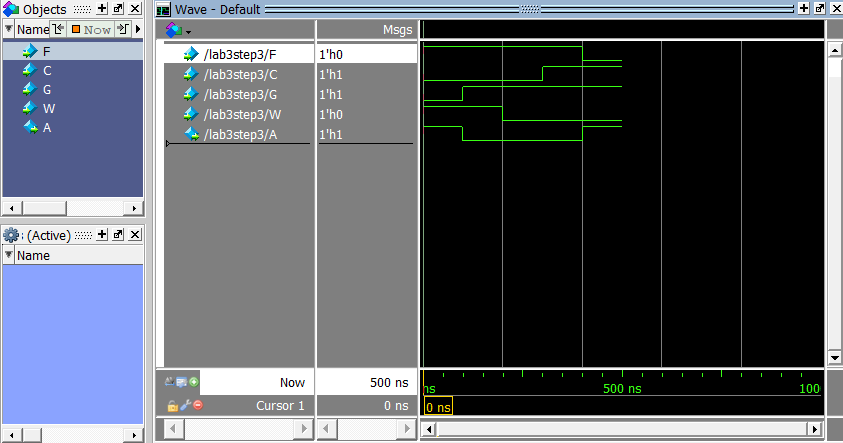 Objects
Name
Now
F
C
G
W
A
: (Active)
Name
Wave - Default
Msgs
/lab3step3/F 1'h0
/lab3step3/C 1'h1
/lab3step3/G 1'h1
/lab3step3/W 1'h0
/lab3step3/A 1'h1
Now 500 ns
ns 500 ns 100
Cursor 1 0 ns
0 ns